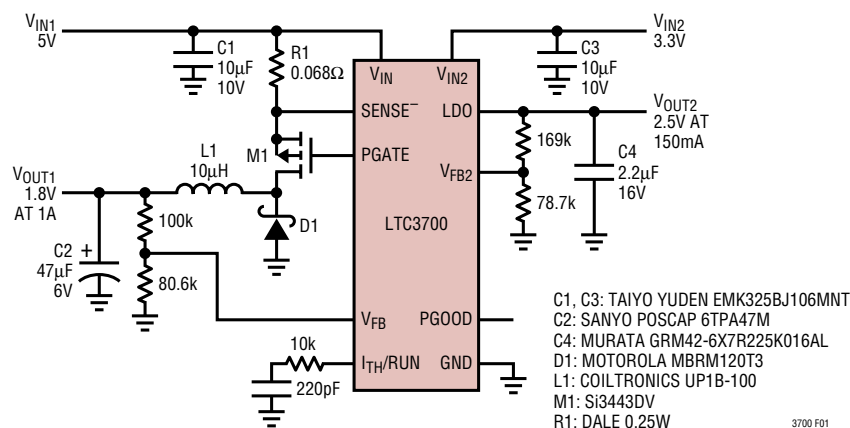 VIN1
5V
C1
10µF
10V
R1
0.068Ω
VIN
VIN2
C3
10µF
10V
VIN2
3.3V
SENSE–
LDO
VOUT2
2.5V AT
150mA
M1
PGATE
169k
C4
2.2µF
16V
VFB2
78.7k
L1
10µH
VOUT1
1.8V
AT 1A
100k
D1
LTC3700
C2
+
47µF
6V
80.6k
VFB
PGOOD
10k
ITH/RUN
GND
220pF
C1, C3: TAIYO YUDEN EMK325BJ106MNT
C2: SANYO POSCAP 6TPA47M
C4: MURATA GRM42-6X7R225K016AL
D1: MOTOROLA MBRM120T3
L1: COILTRONICS UP1B-100
M1: Si3443DV
R1: DALE 0.25W
3700 F01